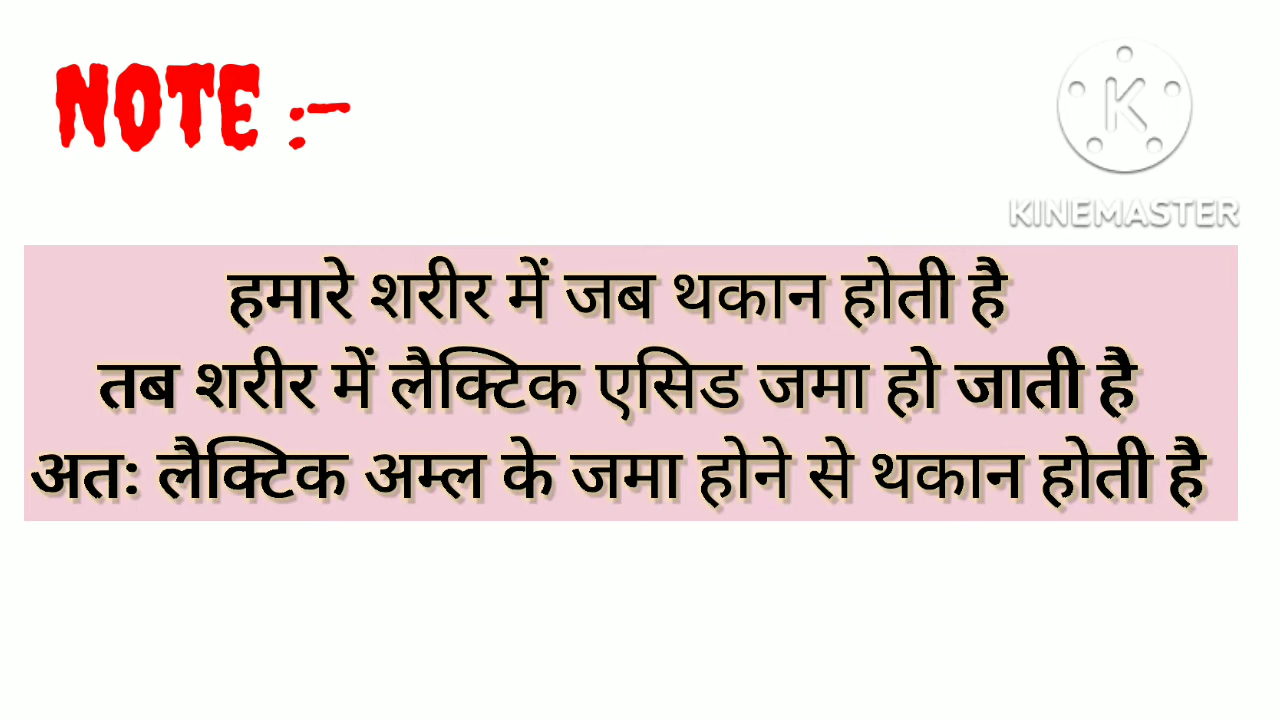 NOTE :-
K
KINEMASTER
हमारे शरीर में जब थकान होती है
तब शरीर में लैक्टिक एसिड जमा हो जाती है
अतः लैक्टिक अम्ल के जमा होने से थकान होती है